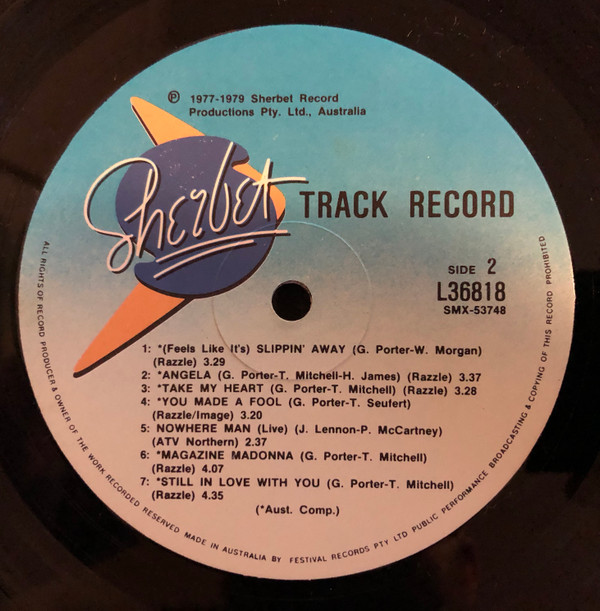 ℗ 1977-1979 Sherbet Record
Productions Pty. Ltd., Australia
Sherbet
TRACK RECORD
SIDE 2
L36818
SMX-53748
1: *(Feels Like It's) SLIPPIN' AWAY (G. Porter-W. Morgan)
(Razzle) 3.29
2: *ANGELA (G. Porter-T. Mitchell-H. James) (Razzle) 3.37
3: *TAKE MY HEART (G. Porter-T. Mitchell) (Razzle) 3.28
4: *YOU MADE A FOOL (G. Porter-T. Seufert)
(Razzle/Image) 3.20
5: NOWHERE MAN (Live) (J. Lennon-P. McCartney)
(ATV Northern) 2.37
6: *MAGAZINE MADONNA (G. Porter-T. Mitchell)
(Razzle) 4.07
7: *STILL IN LOVE WITH YOU (G. Porter-T. Mitchell)
(Razzle) 4.35
(*Aust. Comp.)
ALL RIGHTS OF RECORD PRODUCER & OWNER OF THE WORK RECORDED RESERVED MADE IN AUSTRALIA BY FESTIVAL RECORDS PTY LTD PUBLIC PERFORMANCE BROADCASTING & COPYING OF THIS RECORD PROHIBITED